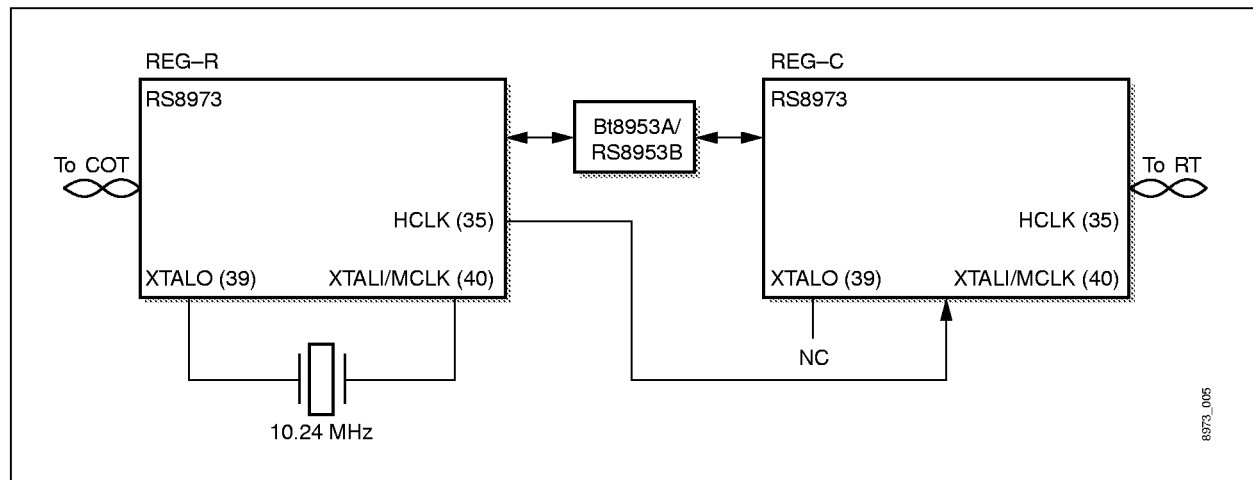 REG–R
RS8973
To COT
HCLK (35)
XTALO (39)
XTALI/MCLK (40)
10.24 MHz
Bt8953A/
RS8953B
REG–C
RS8973
To RT
HCLK (35)
XTALO (39)
XTALI/MCLK (40)
NC
8973_005